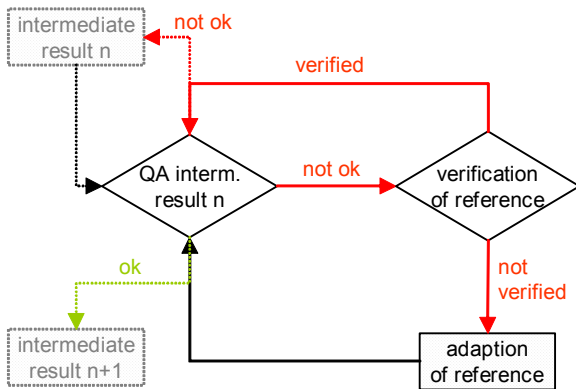 intermediate
result n
not ok
verified
QA interm.
result n
not ok
verification
of reference
ok
not
verified
intermediate
result n+1
adaption
of reference